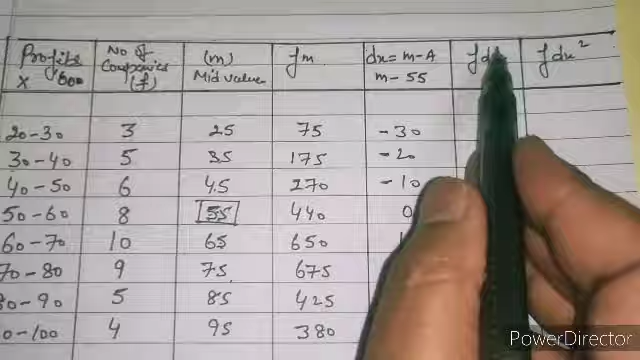 Profits No of (m) fm dx = m-A fdx fdx²
x 600 Companies Mid value m-55
(f)
20-30 3 25 75 -30
30-40 5 35 175 -20
40-50 6 45 270 -10
50-60 8 55 440 0
60-70 10 65 650
70-80 9 75 675
80-90 5 85 425
0-100 4 95 380
PowerDirector